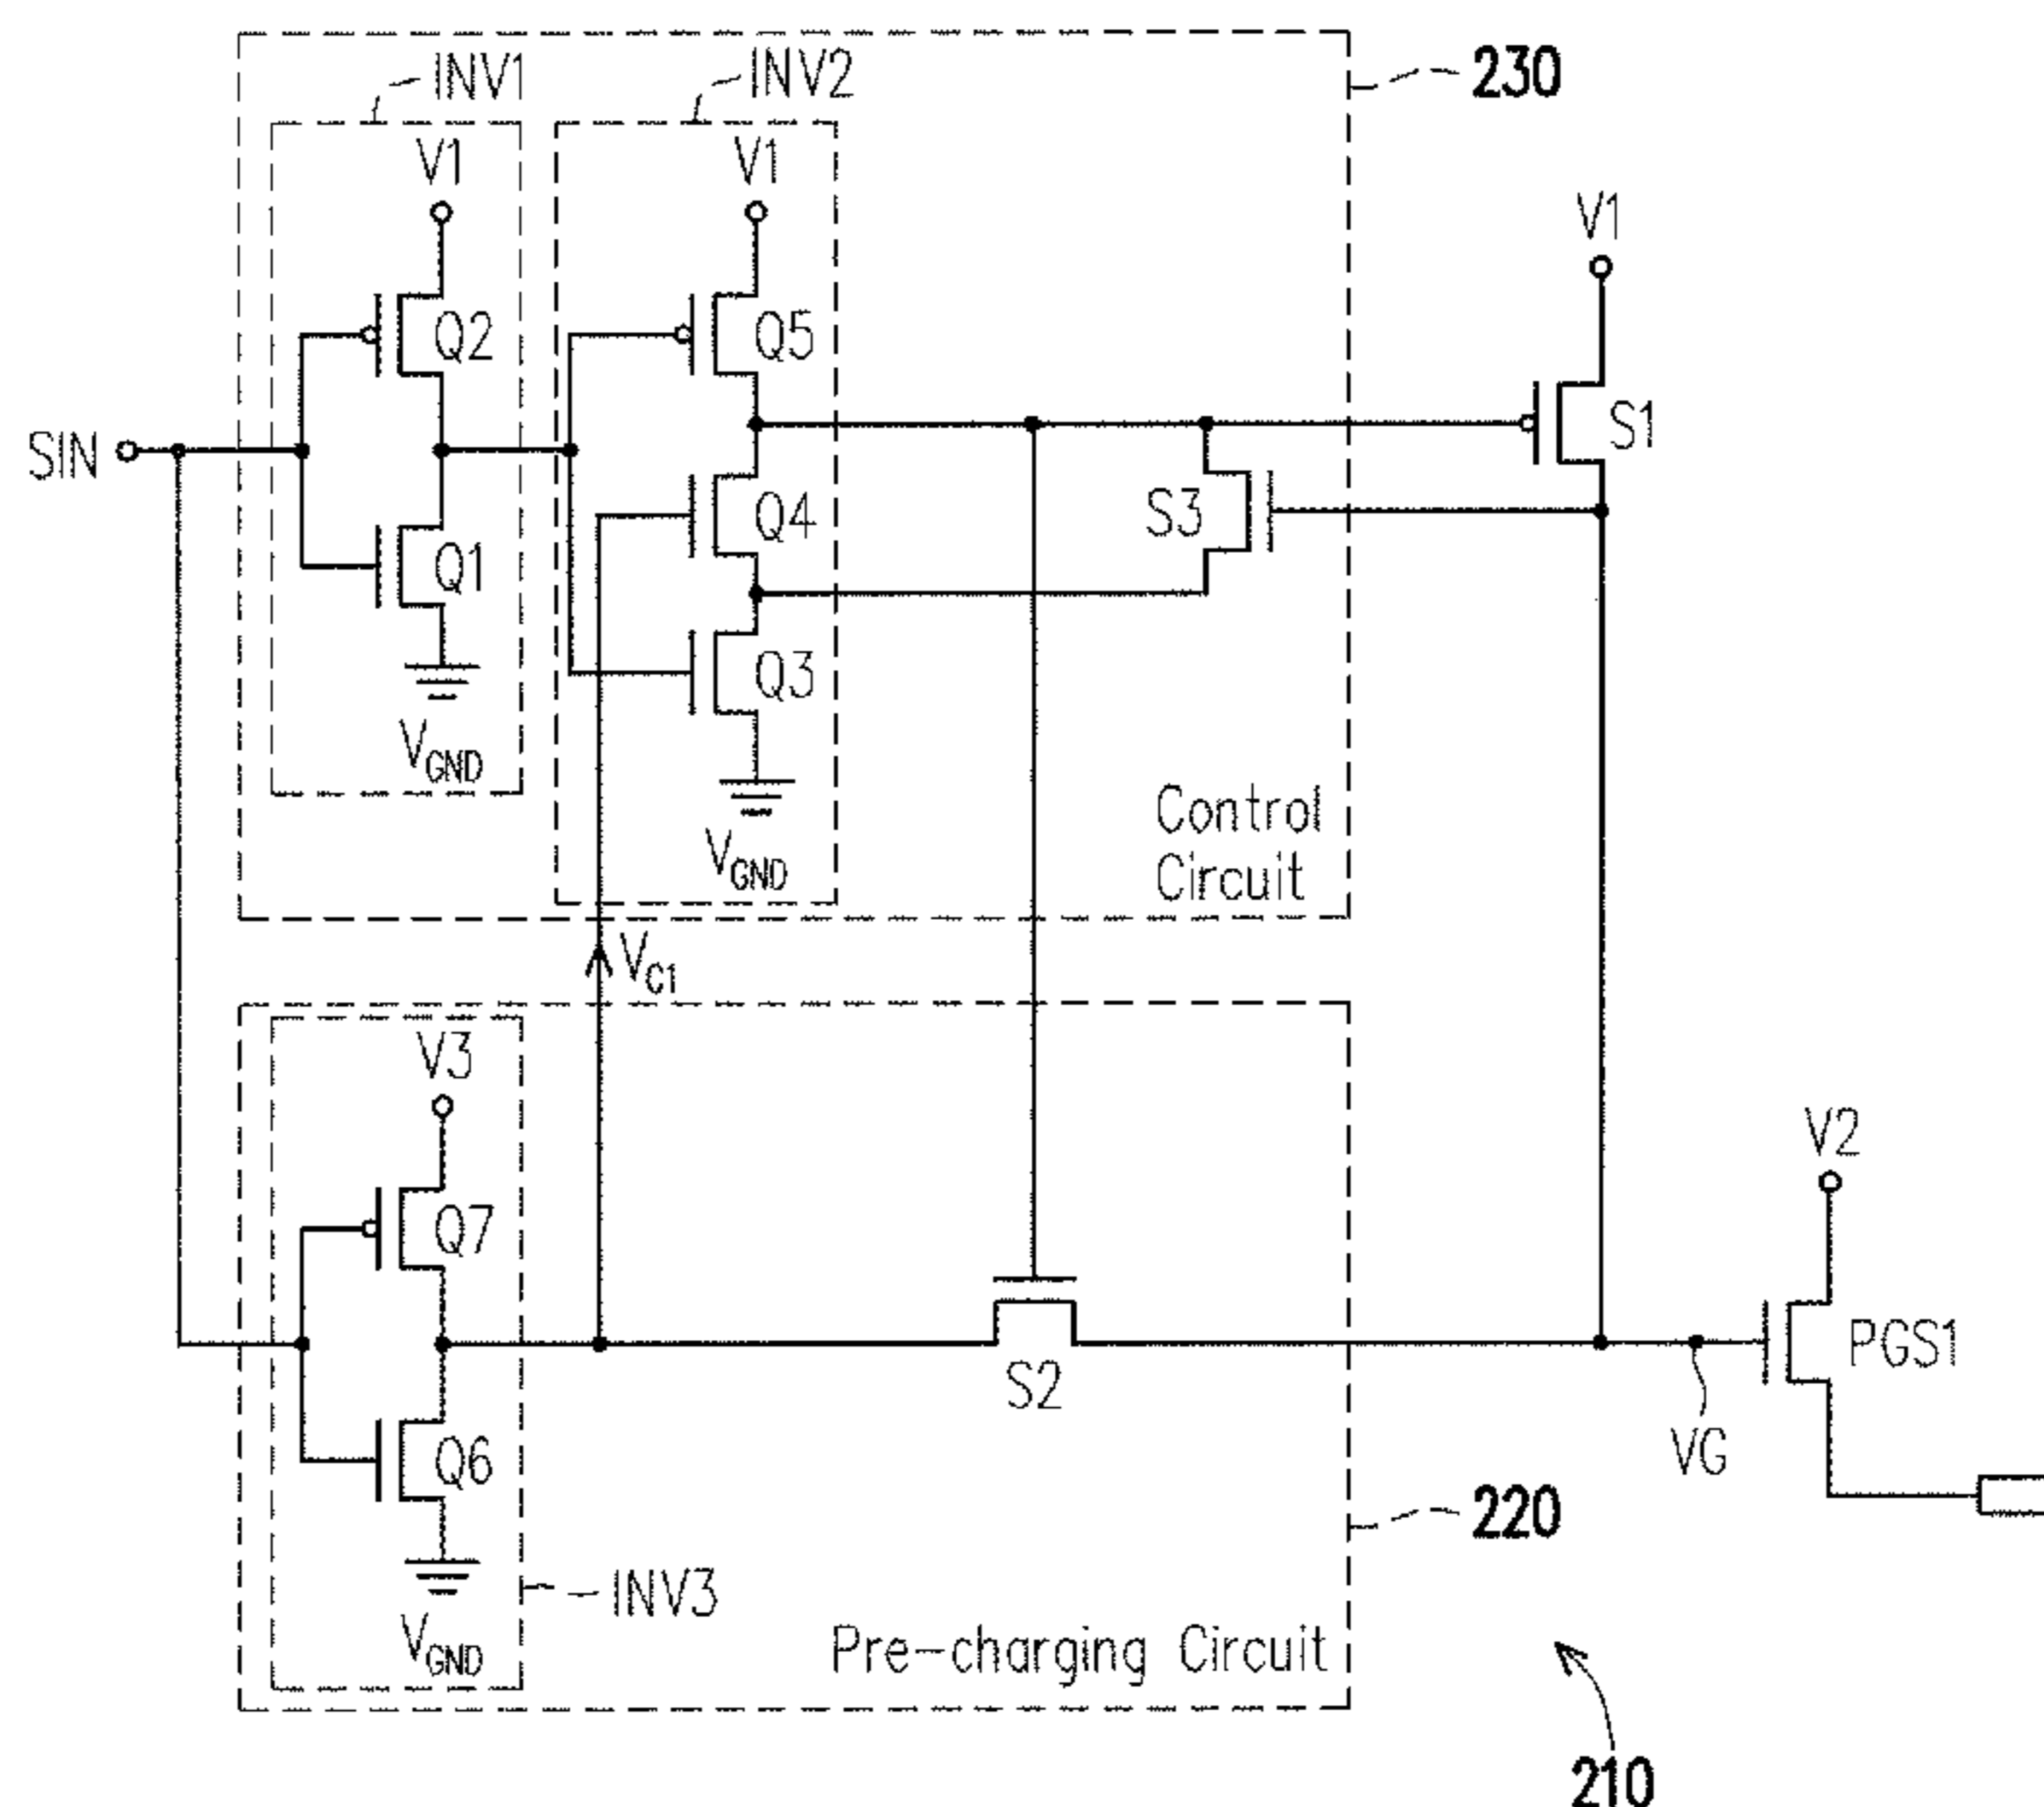 INV1
INV2
230
V1
V1
V1
Q2
Q5
S1
SIN
S3
Q4
Q1
Q3
VGND
VGND
Control
Circuit
VC1
V3
V2
Q7
PGS1
S2
VG
Q6
220
INV3
VGND
Pre-charging Circuit
210